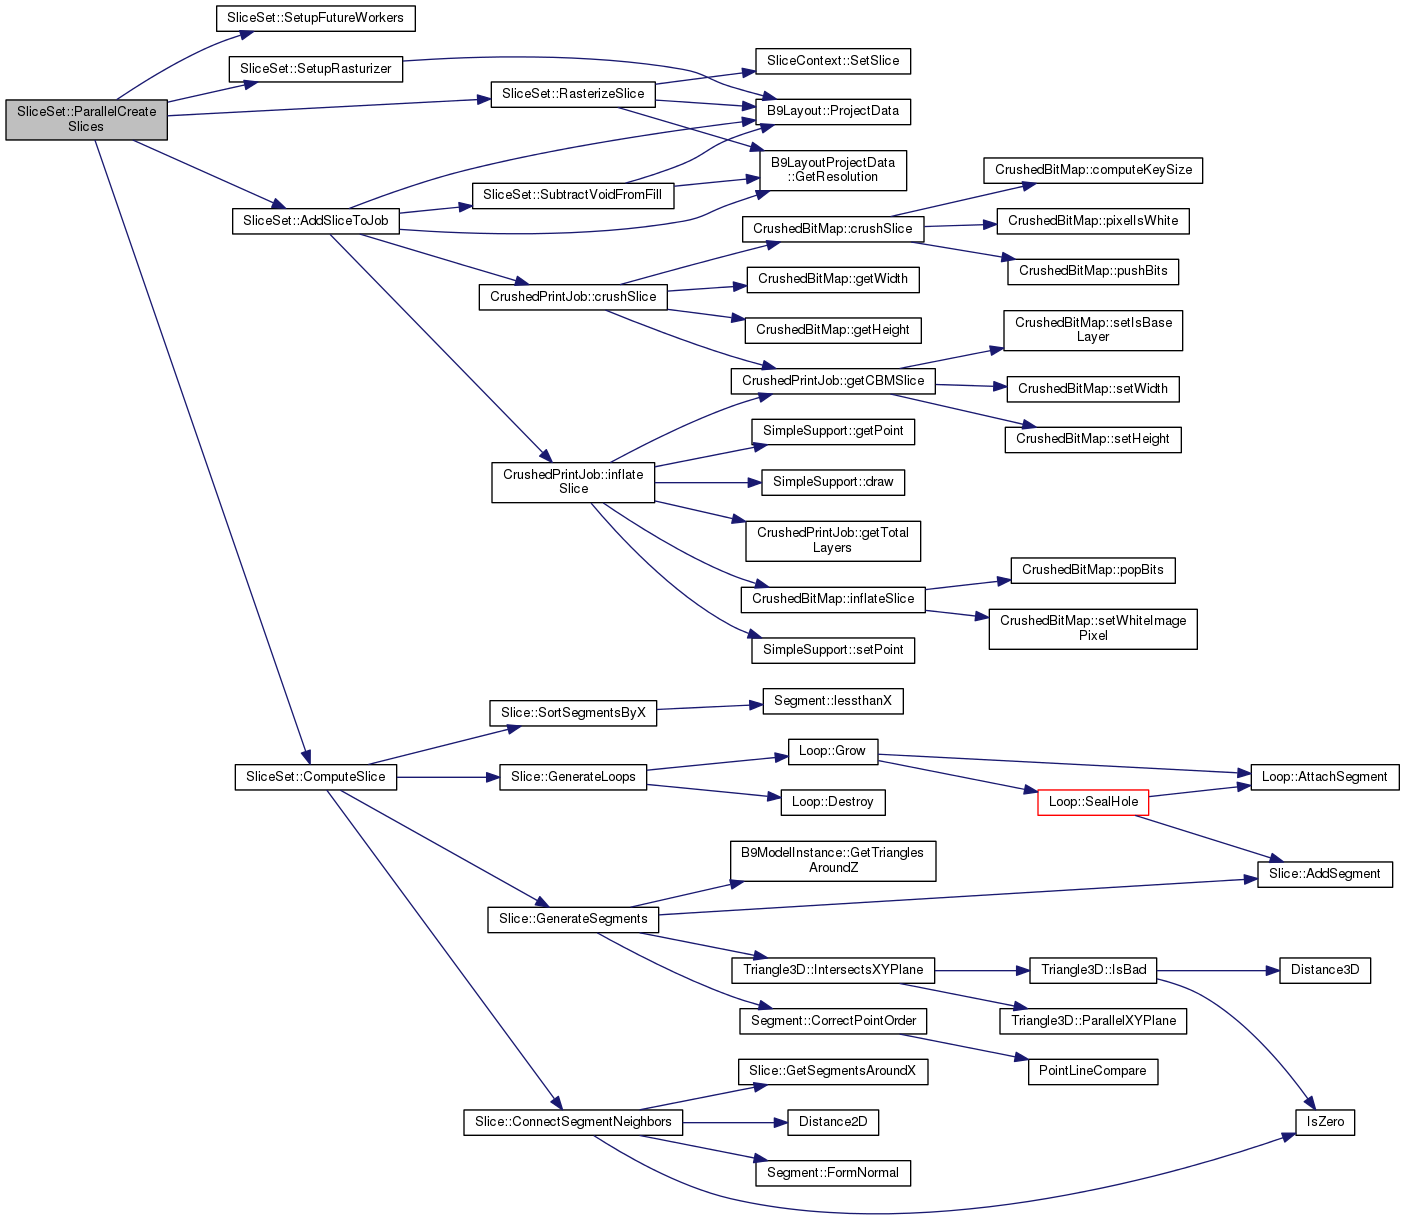 SliceSet::SetupFutureWorkers
SliceSet::SetupRasturizer
SliceSet::ParallelCreate
Slices
SliceSet::RasterizeSlice
SliceContext::SetSlice
B9Layout::ProjectData
B9LayoutProjectData
::GetResolution
SliceSet::SubtractVoidFromFill
SliceSet::AddSliceToJob
CrushedBitMap::computeKeySize
CrushedBitMap::crushSlice
CrushedBitMap::pixelIsWhite
CrushedBitMap::pushBits
CrushedBitMap::getWidth
CrushedPrintJob::crushSlice
CrushedBitMap::getHeight
CrushedBitMap::setIsBase
Layer
CrushedPrintJob::getCBMSlice
CrushedBitMap::setWidth
CrushedBitMap::setHeight
SimpleSupport::getPoint
CrushedPrintJob::inflate
Slice
SimpleSupport::draw
CrushedPrintJob::getTotal
Layers
CrushedBitMap::popBits
CrushedBitMap::inflateSlice
CrushedBitMap::setWhiteImage
Pixel
SimpleSupport::setPoint
Slice::SortSegmentsByX
Segment::lessthanX
SliceSet::ComputeSlice
Slice::GenerateLoops
Loop::Grow
Loop::Destroy
Loop::AttachSegment
Loop::SealHole
B9ModelInstance::GetTriangles
AroundZ
Slice::AddSegment
Slice::GenerateSegments
Triangle3D::IntersectsXYPlane
Triangle3D::IsBad
Distance3D
Segment::CorrectPointOrder
Triangle3D::ParallelXYPlane
PointLineCompare
Slice::GetSegmentsAroundX
Slice::ConnectSegmentNeighbors
Distance2D
IsZero
Segment::FormNormal